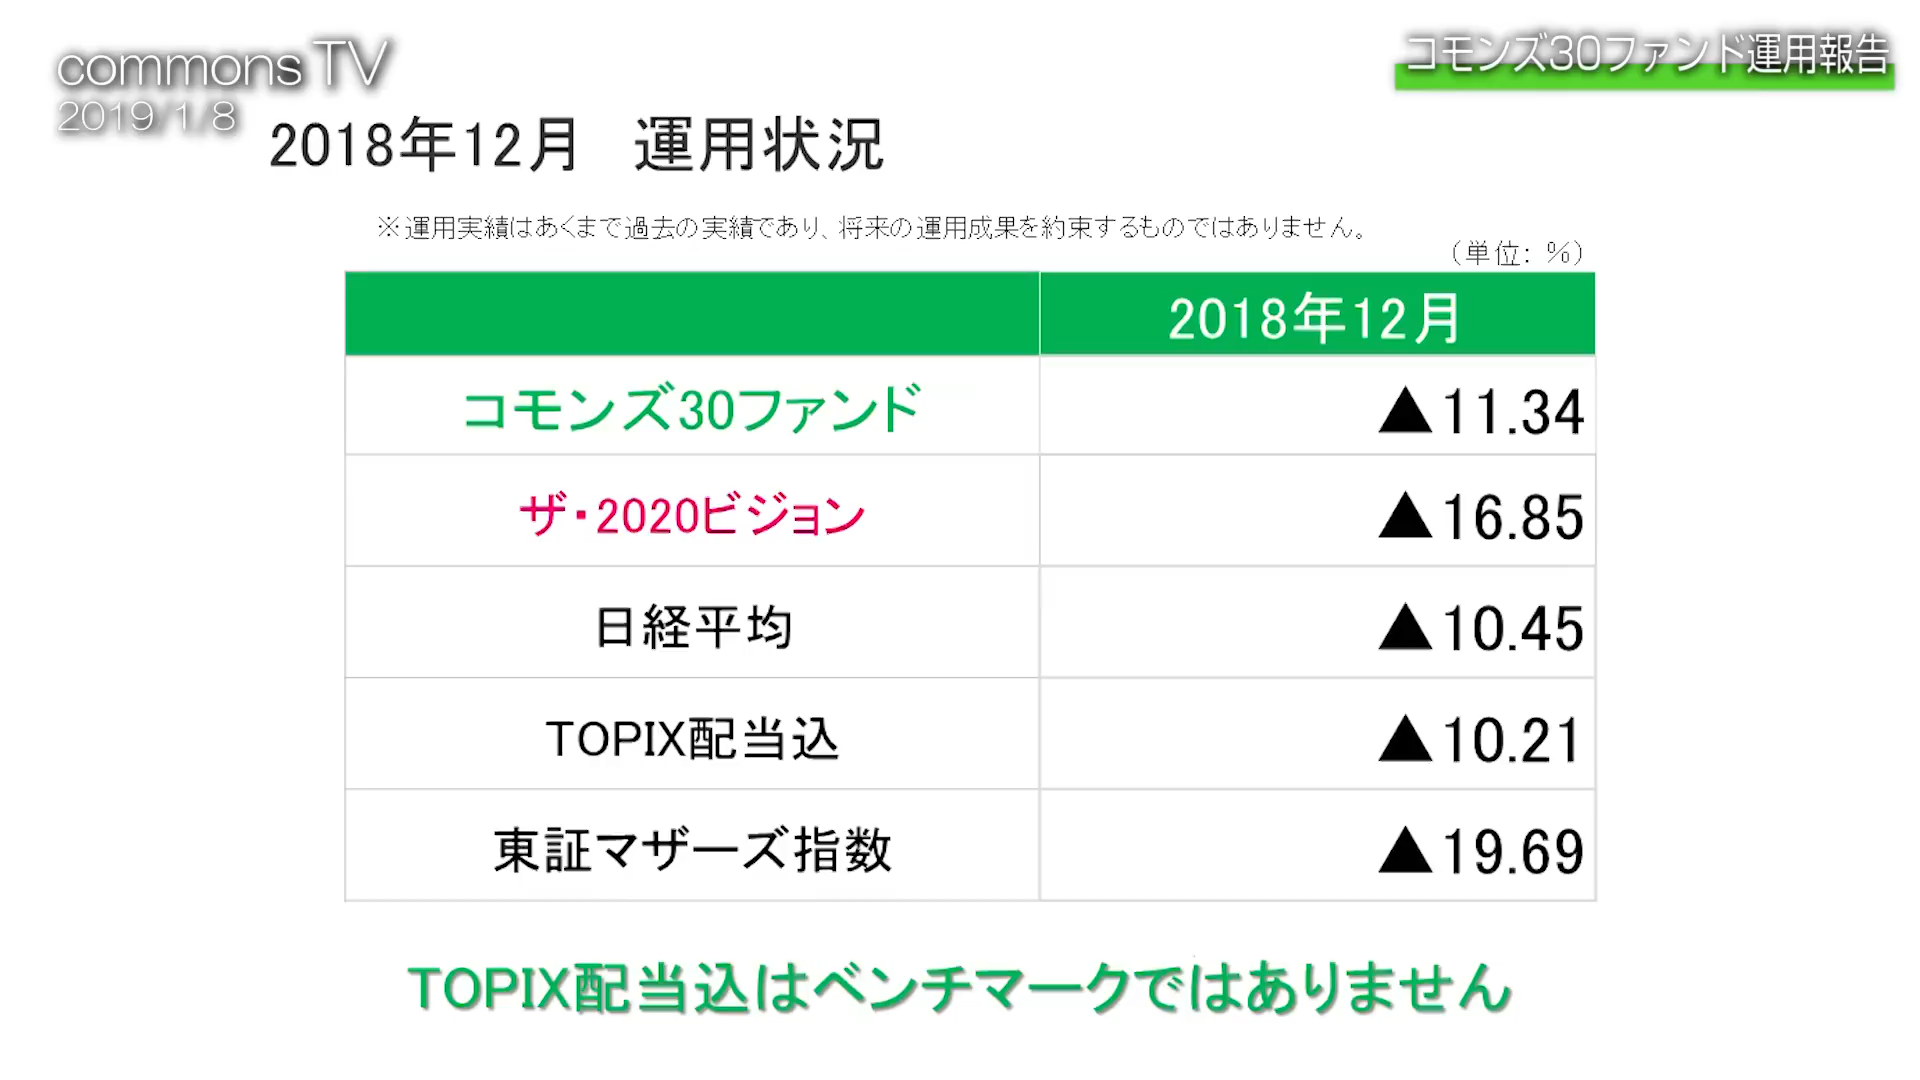 commons TV
2019/1/8
コモンズ30ファンド運用報告
2018年12月　運用状況
※運用実績はあくまで過去の実績であり、将来の運用成果を約束するものではありません。
（単位：％）
2018年12月
コモンズ30ファンド ▲11.34
ザ・2020ビジョン ▲16.85
日経平均 ▲10.45
TOPIX配当込 ▲10.21
東証マザーズ指数 ▲19.69
TOPIX配当込はベンチマークではありません